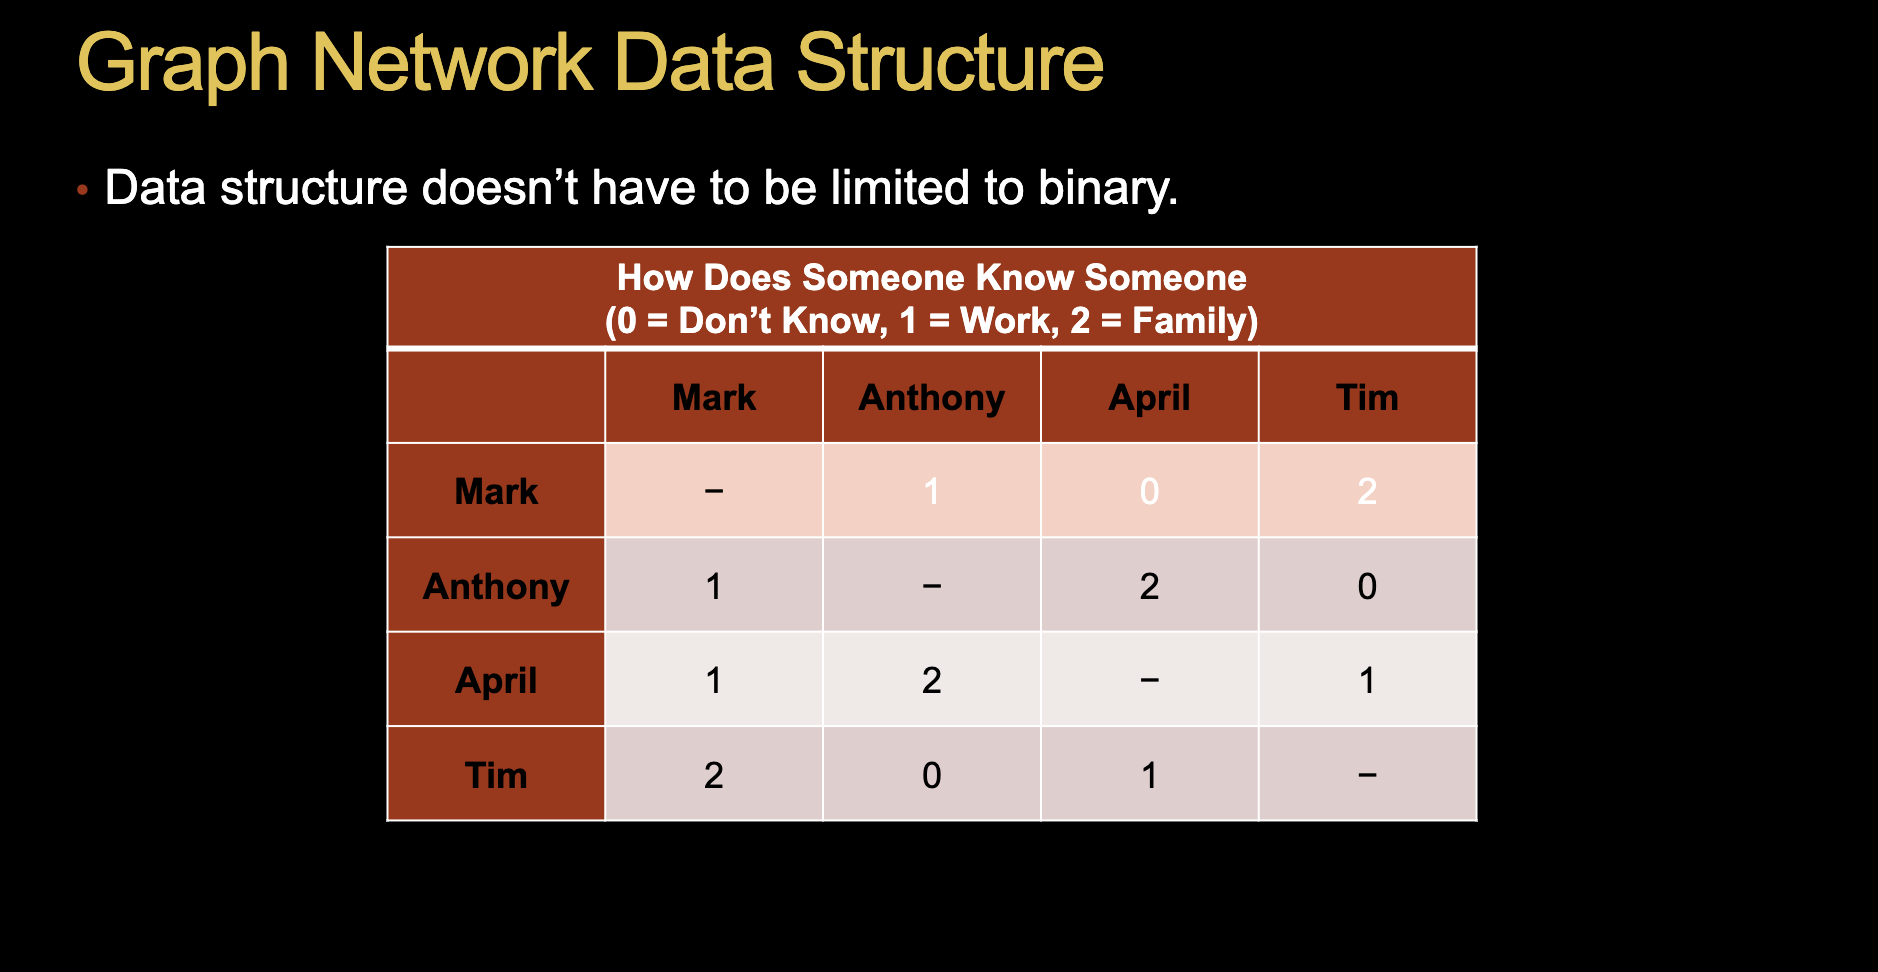 Graph Network Data Structure
• Data structure doesn’t have to be limited to binary.
How Does Someone Know Someone
(0 = Don’t Know, 1 = Work, 2 = Family)
Mark Anthony April Tim
Mark – 1 0 2
Anthony 1 – 2 0
April 1 2 – 1
Tim 2 0 1 –